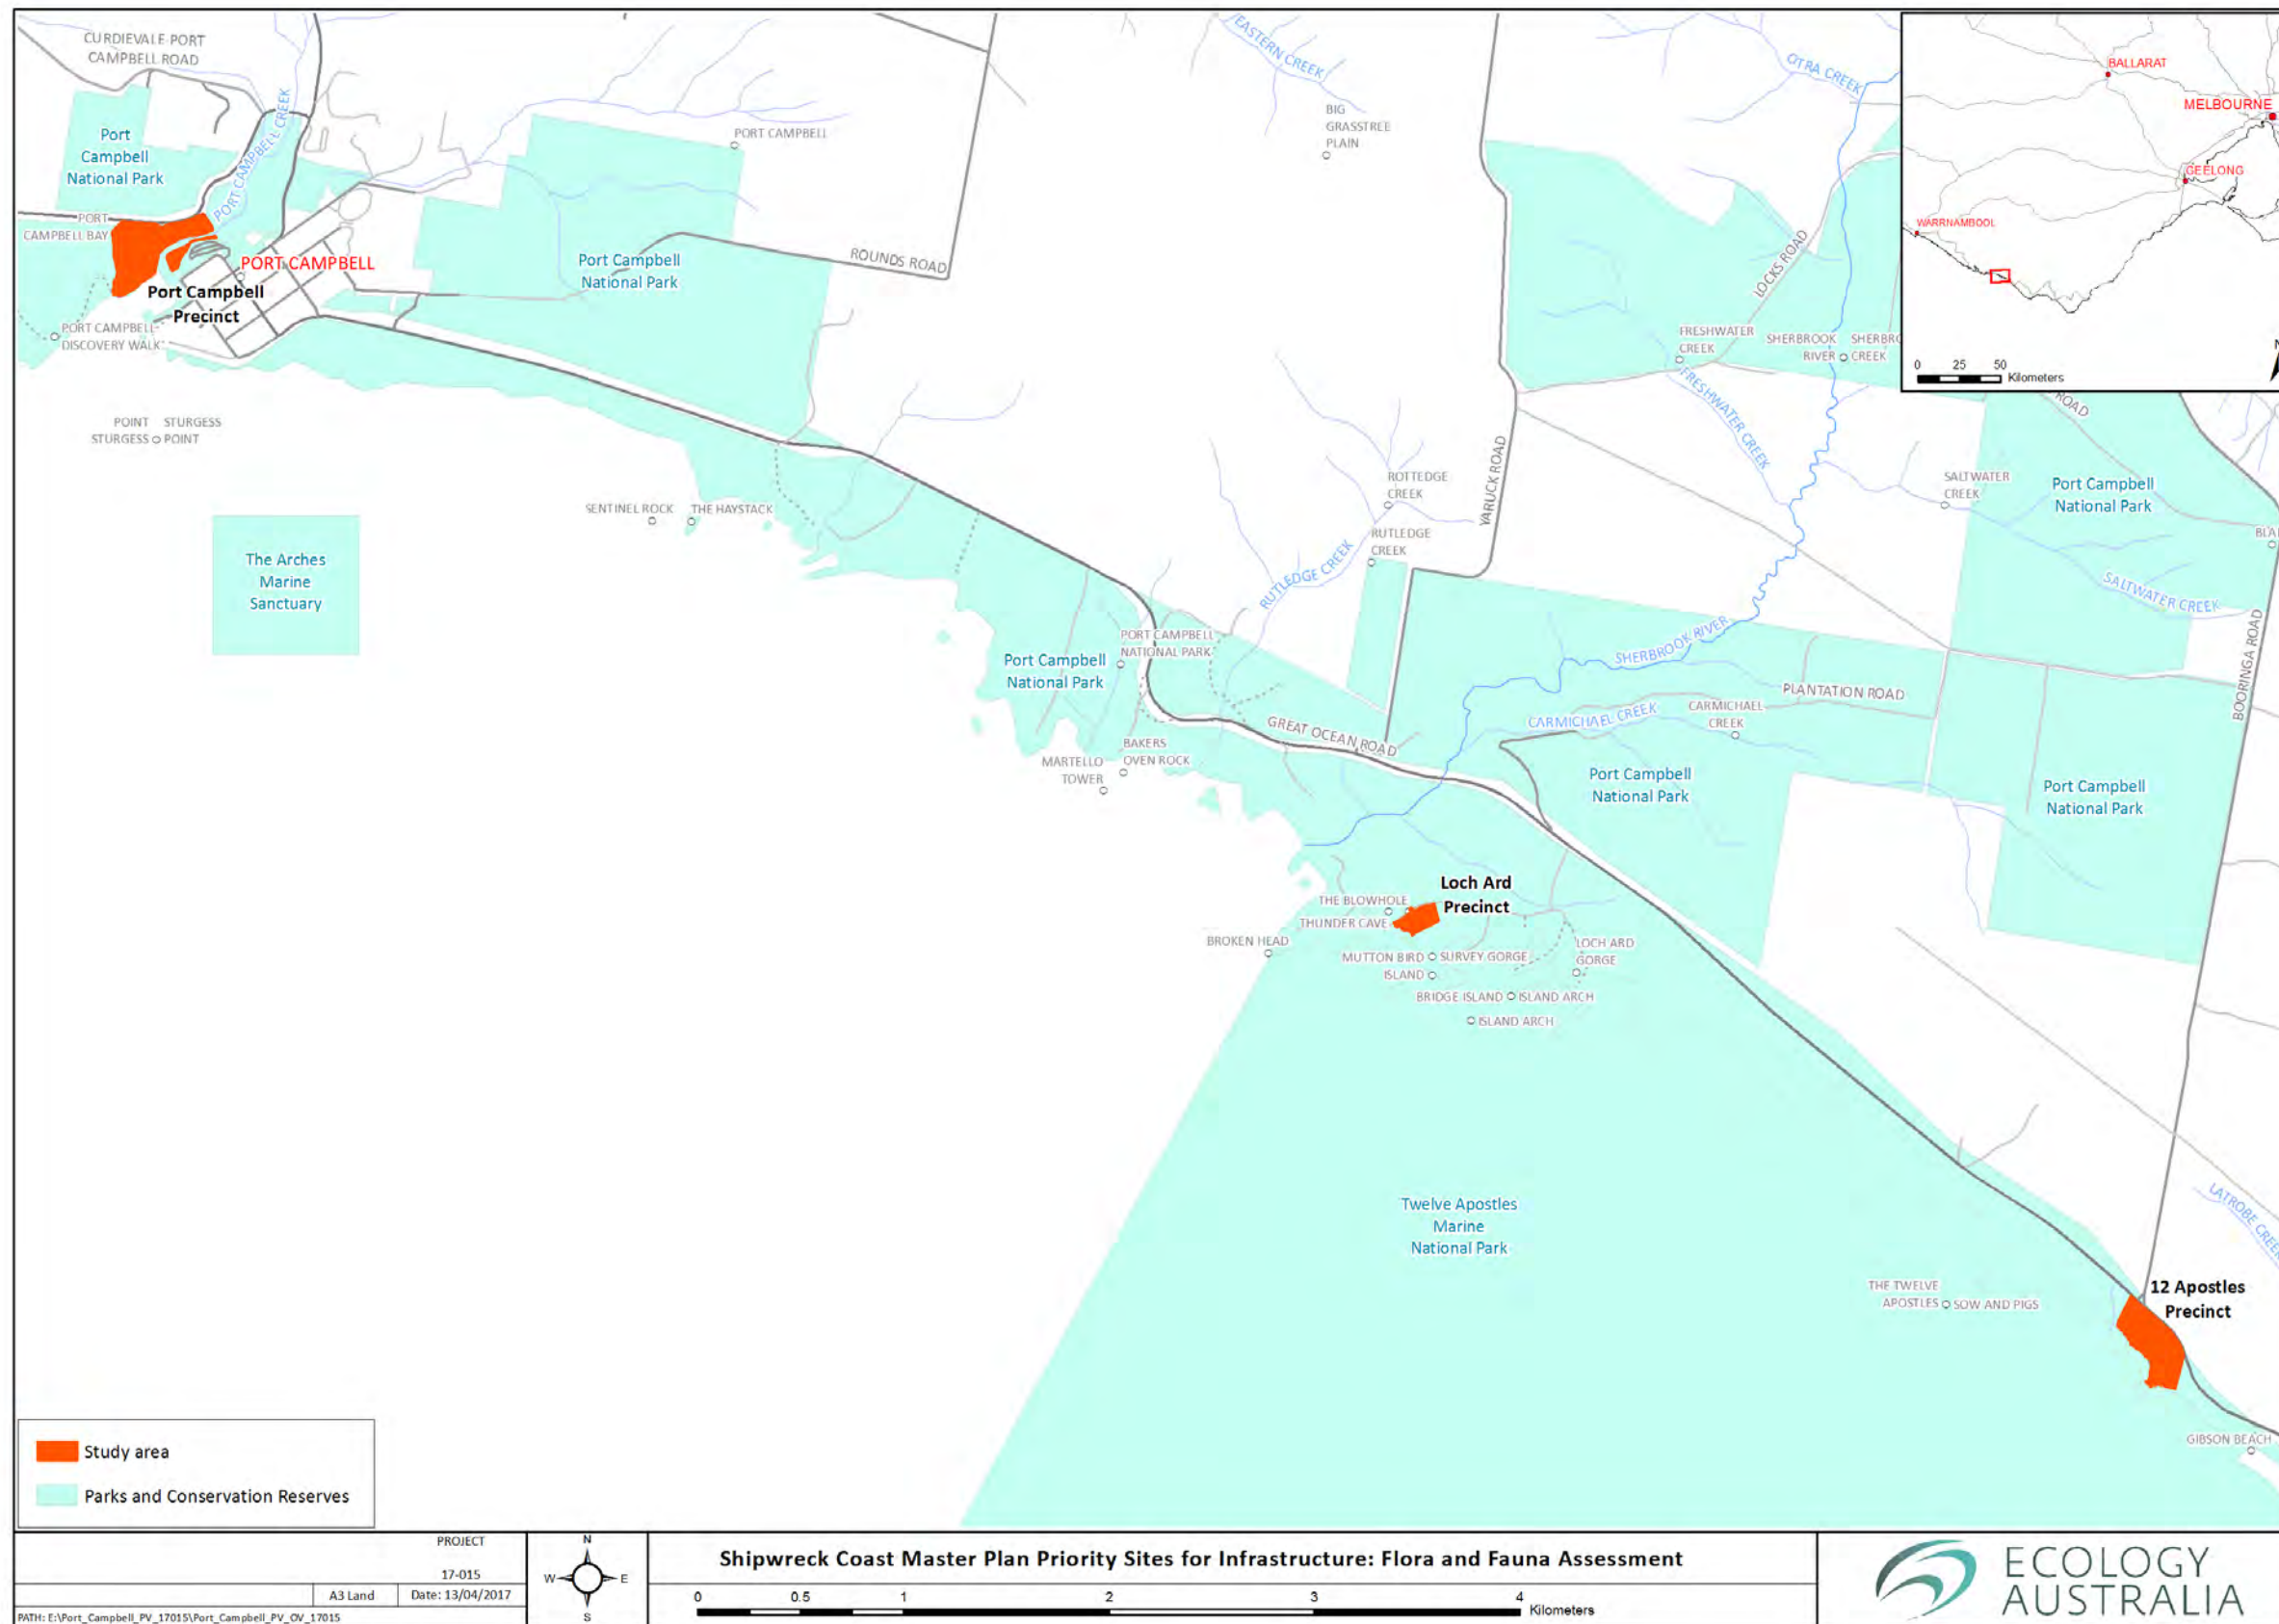 CURDIEVALE-PORT
CAMPBELL ROAD
PORT CAMPBELL CREEK
Port
Campbell
National Park
PORT
CAMPBELL BAY
PORT CAMPBELL
Port Campbell
Precinct
PORT CAMPBELL
DISCOVERY WALK
POINT STURGESS
STURGESS POINT
PORT CAMPBELL
Port Campbell
National Park
ROUNDS ROAD
EASTERN CREEK
BIG
GRASSTREE
PLAIN
CITRA CREEK
LOCKS ROAD
FRESHWATER
CREEK
SHERBROOK
RIVER
SHERBRO
CREEK
FRESHWATER CREEK
BALLARAT
MELBOURNE
GEELONG
WARRNAMBOOL
0 25 50
Kilometers
N
ROAD
The Arches
Marine
Sanctuary
SENTINEL ROCK
THE HAYSTACK
ROTTEDGE
CREEK
RUTLEDGE
CREEK
RUTLEDGE CREEK
YARUCK ROAD
SALTWATER
CREEK
Port Campbell
National Park
BLA
SALTWATER CREEK
BOORINGA ROAD
PORT CAMPBELL
NATIONAL PARK
Port Campbell
National Park
SHERBROOK RIVER
PLANTATION ROAD
CARMICHAEL
CREEK
CARMICHAEL CREEK
GREAT OCEAN ROAD
BAKERS
OVEN ROCK
MARTELLO
TOWER
Port Campbell
National Park
Port Campbell
National Park
Loch Ard
Precinct
THE BLOWHOLE
THUNDER CAVE
BROKEN HEAD
MUTTON BIRD
ISLAND
SURVEY GORGE
LOCH ARD
GORGE
BRIDGE ISLAND
ISLAND ARCH
ISLAND ARCH
Twelve Apostles
Marine
National Park
LATROBE CREEK
THE TWELVE
APOSTLES
SOW AND PIGS
12 Apostles
Precinct
GIBSON BEACH
Study area
Parks and Conservation Reserves
PROJECT
17-015
A3 Land
Date: 13/04/2017
PATH: E:\Port_Campbell_PV_17015\Port_Campbell_PV_OV_17015
N
W E
S
Shipwreck Coast Master Plan Priority Sites for Infrastructure: Flora and Fauna Assessment
0 0.5 1 2 3 4
Kilometers
ECOLOGY
AUSTRALIA